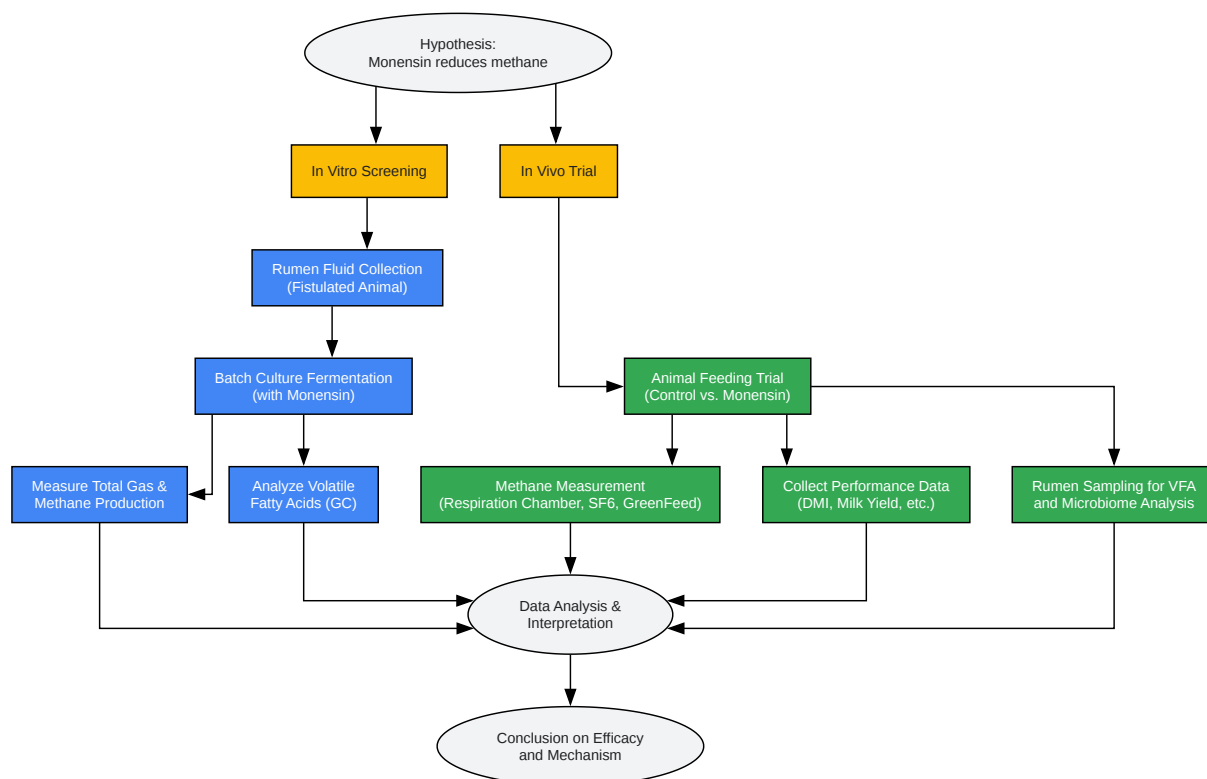 Hypothesis:
Monensin reduces methane
In Vitro Screening
In Vivo Trial
Rumen Fluid Collection
(Fistulated Animal)
Batch Culture Fermentation
(with Monensin)
Animal Feeding Trial
(Control vs. Monensin)
Measure Total Gas &
Methane Production
Analyze Volatile
Fatty Acids (GC)
Methane Measurement
(Respiration Chamber, SF6, GreenFeed)
Collect Performance Data
(DMI, Milk Yield, etc.)
Rumen Sampling for VFA
and Microbiome Analysis
Data Analysis &
Interpretation
Conclusion on Efficacy
and Mechanism